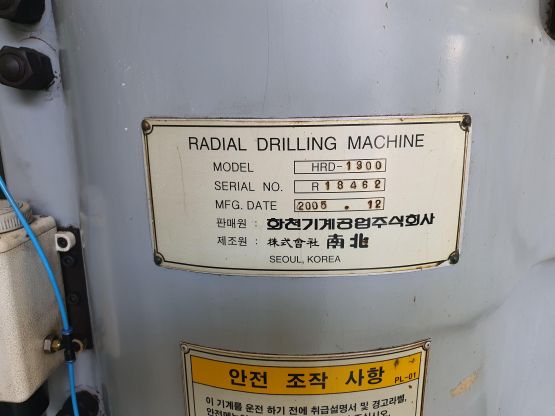 RADIAL DRILLING MACHINE
MODEL HRD-1300
SERIAL NO. R 18462
MFG. DATE 2005 . 12
판매원 : 화천기계공업주식회사
제조원 : 株式會社 南北
SEOUL, KOREA
안전 조작 사항 PL-01
이 기계를 운전 하기 전에 취급설명서 및 경고라벨,